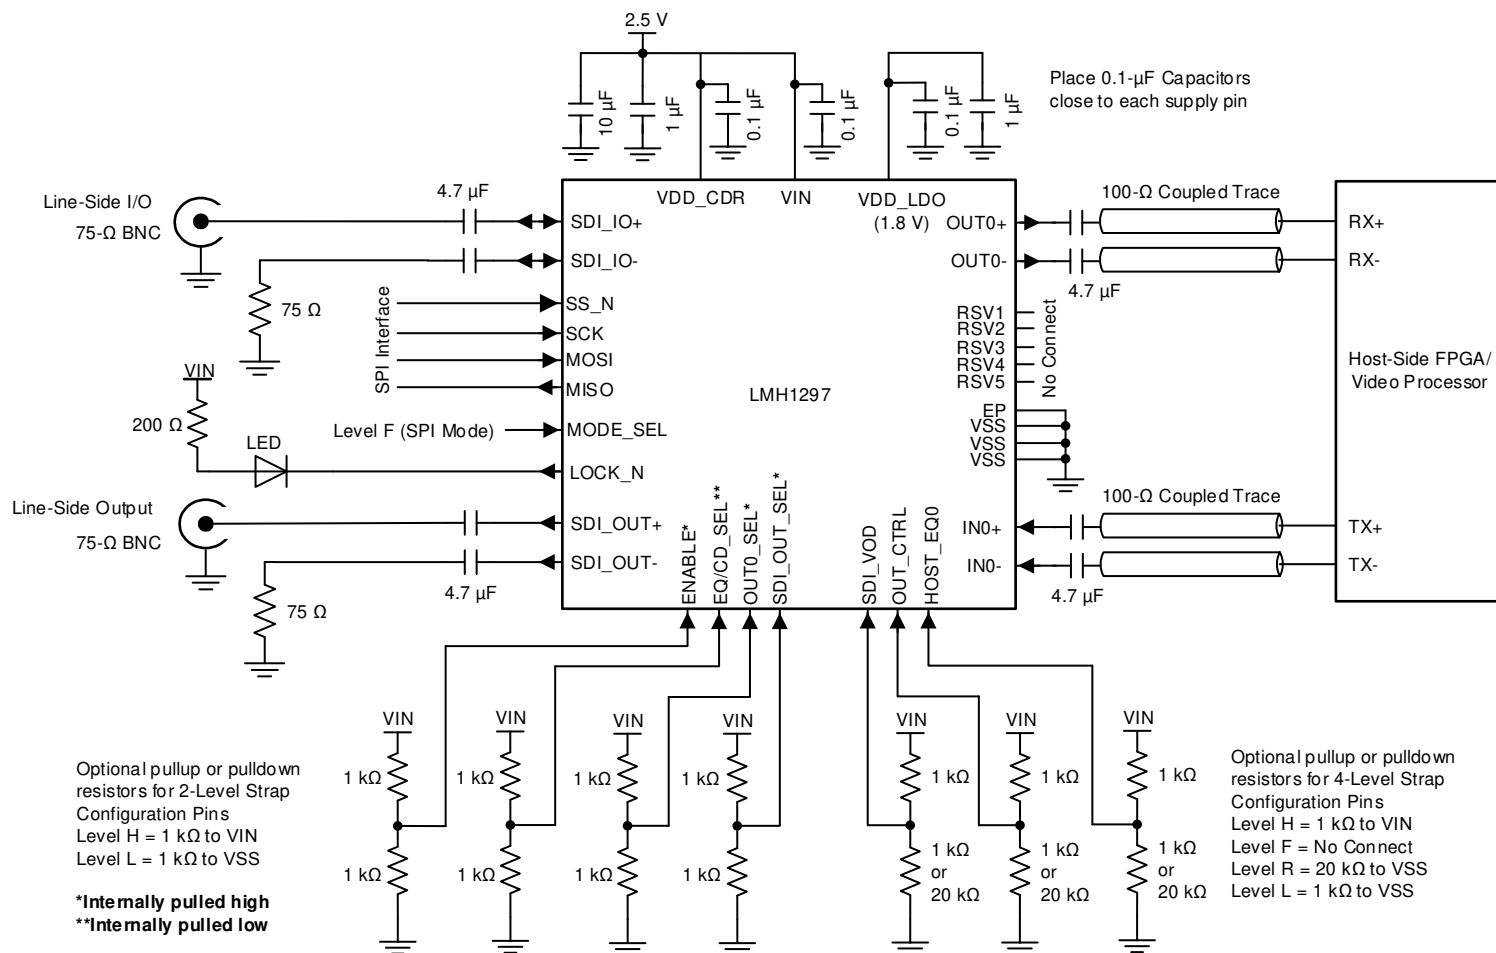 2.5 V
10 µF
1 µF
0.1 µF
0.1 µF
0.1 µF
1 µF
Place 0.1-µF Capacitors
close to each supply pin
Line-Side I/O
75-Ω BNC
4.7 µF
75 Ω
SPI Interface
VIN
200 Ω
LED
Level F (SPI Mode)
Line-Side Output
75-Ω BNC
4.7 µF
75 Ω
VDD_CDR
VIN
VDD_LDO
(1.8 V)
SDI_IO+
SDI_IO-
SS_N
SCK
MOSI
MISO
MODE_SEL
LOCK_N
SDI_OUT+
SDI_OUT-
LMH1297
OUT0+
OUT0-
RSV1
RSV2
RSV3
RSV4
RSV5
No Connect
EP
VSS
VSS
VSS
IN0+
IN0-
ENABLE*
EQ/CD_SEL**
OUT0_SEL*
SDI_OUT_SEL*
SDI_VOD
OUT_CTRL
HOST_EQ0
100-Ω Coupled Trace
4.7 µF
100-Ω Coupled Trace
4.7 µF
RX+
RX-
Host-Side FPGA/
Video Processor
TX+
TX-
Optional pullup or pulldown
resistors for 2-Level Strap
Configuration Pins
Level H = 1 kΩ to VIN
Level L = 1 kΩ to VSS
*Internally pulled high
**Internally pulled low
VIN
1 kΩ
1 kΩ
VIN
1 kΩ
1 kΩ
VIN
1 kΩ
1 kΩ
VIN
1 kΩ
1 kΩ
VIN
1 kΩ
1 kΩ
or
20 kΩ
VIN
1 kΩ
1 kΩ
or
20 kΩ
VIN
1 kΩ
1 kΩ
or
20 kΩ
Optional pullup or pulldown
resistors for 4-Level Strap
Configuration Pins
Level H = 1 kΩ to VIN
Level F = No Connect
Level R = 20 kΩ to VSS
Level L = 1 kΩ to VSS